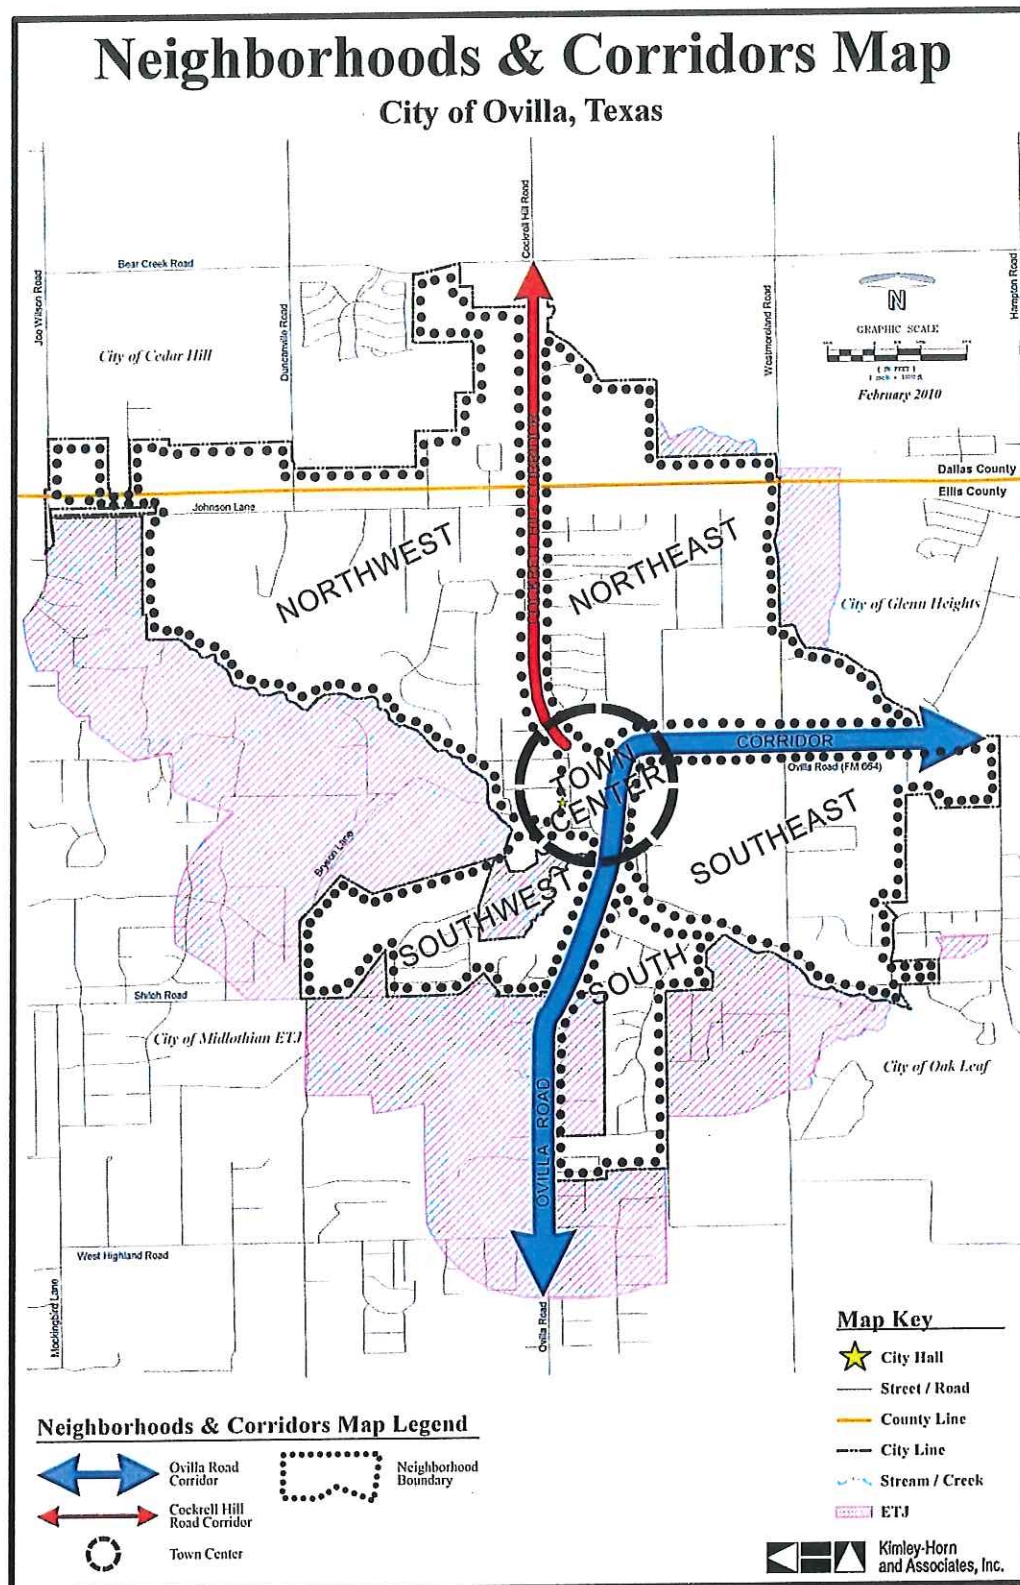 Neighborhoods & Corridors Map
City of Ovilla, Texas
Cockrell Hill Road
Bear Creek Road
Joe Wilson Road
Duncanville Road
Westmoreland Road
Hampton Road
N
GRAPHIC SCALE
( IN FEET )
February 2010
City of Cedar Hill
Dallas County
Ellis County
Johnson Lane
NORTHWEST
NORTHEAST
City of Glenn Heights
TOWN
CENTER
CORRIDOR
Ovilla Road (FM 664)
SOUTHEAST
Bryson Lane
SOUTHWEST
SOUTH
Shiloh Road
City of Midlothian ETJ
City of Oak Leaf
OVILLA ROAD
West Highland Road
Mockingbird Lane
Ovilla Road
Map Key
City Hall
Street / Road
County Line
City Line
Stream / Creek
ETJ
Neighborhoods & Corridors Map Legend
Ovilla Road
Corridor
Neighborhood
Boundary
Cockrell Hill
Road Corridor
Town Center
Kimley-Horn
and Associates, Inc.